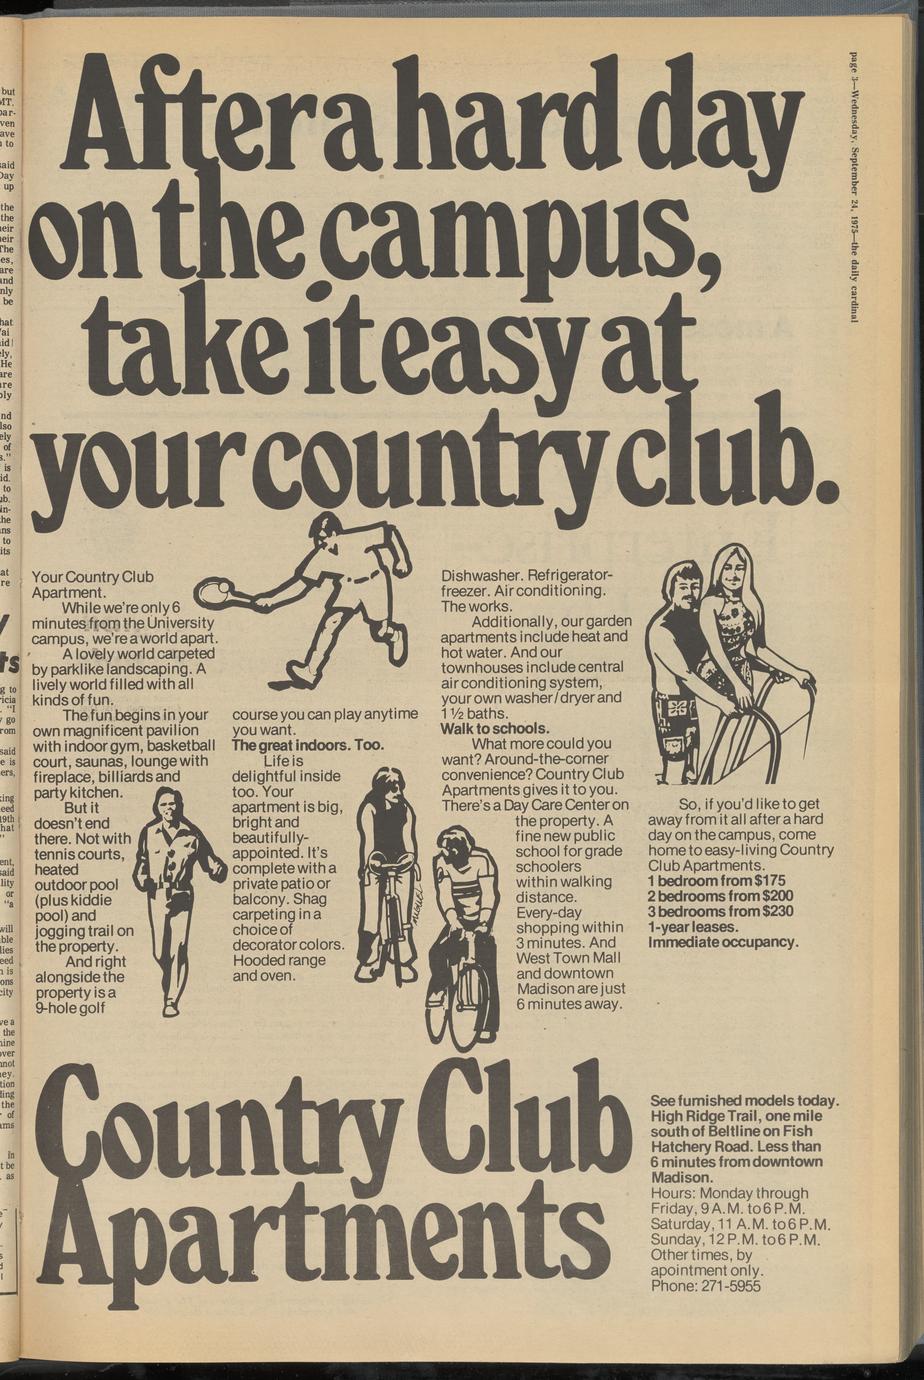 page 3—Wednesday, September 24, 1975—the daily cardinal
After a hard day
on the campus,
take it easy at
your country club.
Your Country Club
Apartment.
While we're only 6
minutes from the University
campus, we're a world apart.
A lovely world carpeted
by parklike landscaping. A
lively world filled with all
kinds of fun.
The fun begins in your
own magnificent pavilion
with indoor gym, basketball
court, saunas, lounge with
fireplace, billiards and
party kitchen.
But it
doesn't end
there. Not with
tennis courts,
heated
outdoor pool
(plus kiddie
pool) and
jogging trail on
the property.
And right
alongside the
property is a
9-hole golf
course you can play anytime
you want.
The great indoors. Too.
Life is
delightful inside
too. Your
apartment is big,
bright and
beautifully-
appointed. It's
complete with a
private patio or
balcony. Shag
carpeting in a
choice of
decorator colors.
Hooded range
and oven.
Dishwasher. Refrigerator-
freezer. Air conditioning.
The works.
Additionally, our garden
apartments include heat and
hot water. And our
townhouses include central
air conditioning system,
your own washer/dryer and
1½ baths.
Walk to schools.
What more could you
want? Around-the-corner
convenience? Country Club
Apartments gives it to you.
There's a Day Care Center on
the property. A
fine new public
school for grade
schoolers
within walking
distance.
Every-day
shopping within
3 minutes. And
West Town Mall
and downtown
Madison are just
6 minutes away.
So, if you'd like to get
away from it all after a hard
day on the campus, come
home to easy-living Country
Club Apartments.
1 bedroom from $175
2 bedrooms from $200
3 bedrooms from $230
1-year leases.
Immediate occupancy.
Country Club
Apartments
See furnished models today.
High Ridge Trail, one mile
south of Beltline on Fish
Hatchery Road. Less than
6 minutes from downtown
Madison.
Hours: Monday through
Friday, 9 A.M. to 6 P.M.
Saturday, 11 A.M. to 6 P.M.
Sunday, 12 P.M. to 6 P.M.
Other times, by
apointment only.
Phone: 271-5955